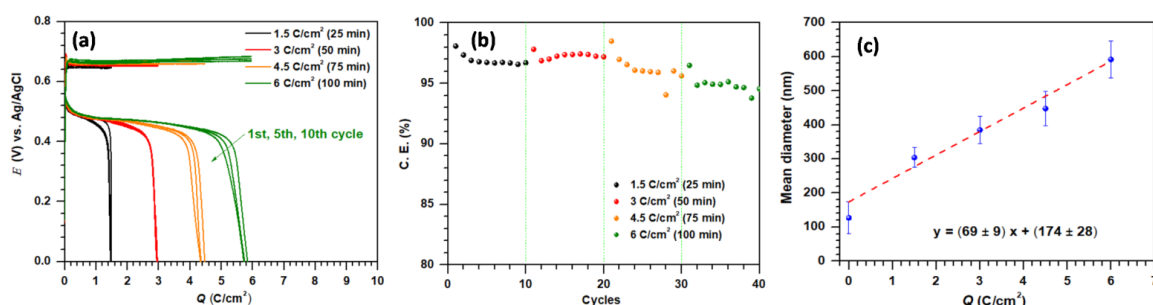 (a)
1.5 C/cm² (25 min)
3 C/cm² (50 min)
4.5 C/cm² (75 min)
6 C/cm² (100 min)
1st, 5th, 10th cycle
E (V) vs. Ag/AgCl
0.8
0.6
0.4
0.2
0.0
0 1 2 3 4 5 6 7 8 9 10
Q (C/cm²)
(b)
C. E. (%)
100
95
90
85
80
1.5 C/cm² (25 min)
3 C/cm² (50 min)
4.5 C/cm² (75 min)
6 C/cm² (100 min)
0 10 20 30 40
Cycles
(c)
Mean diameter (nm)
700
600
500
400
300
200
100
0
y = (69 ± 9) x + (174 ± 28)
0 1 2 3 4 5 6 7
Q (C/cm²)